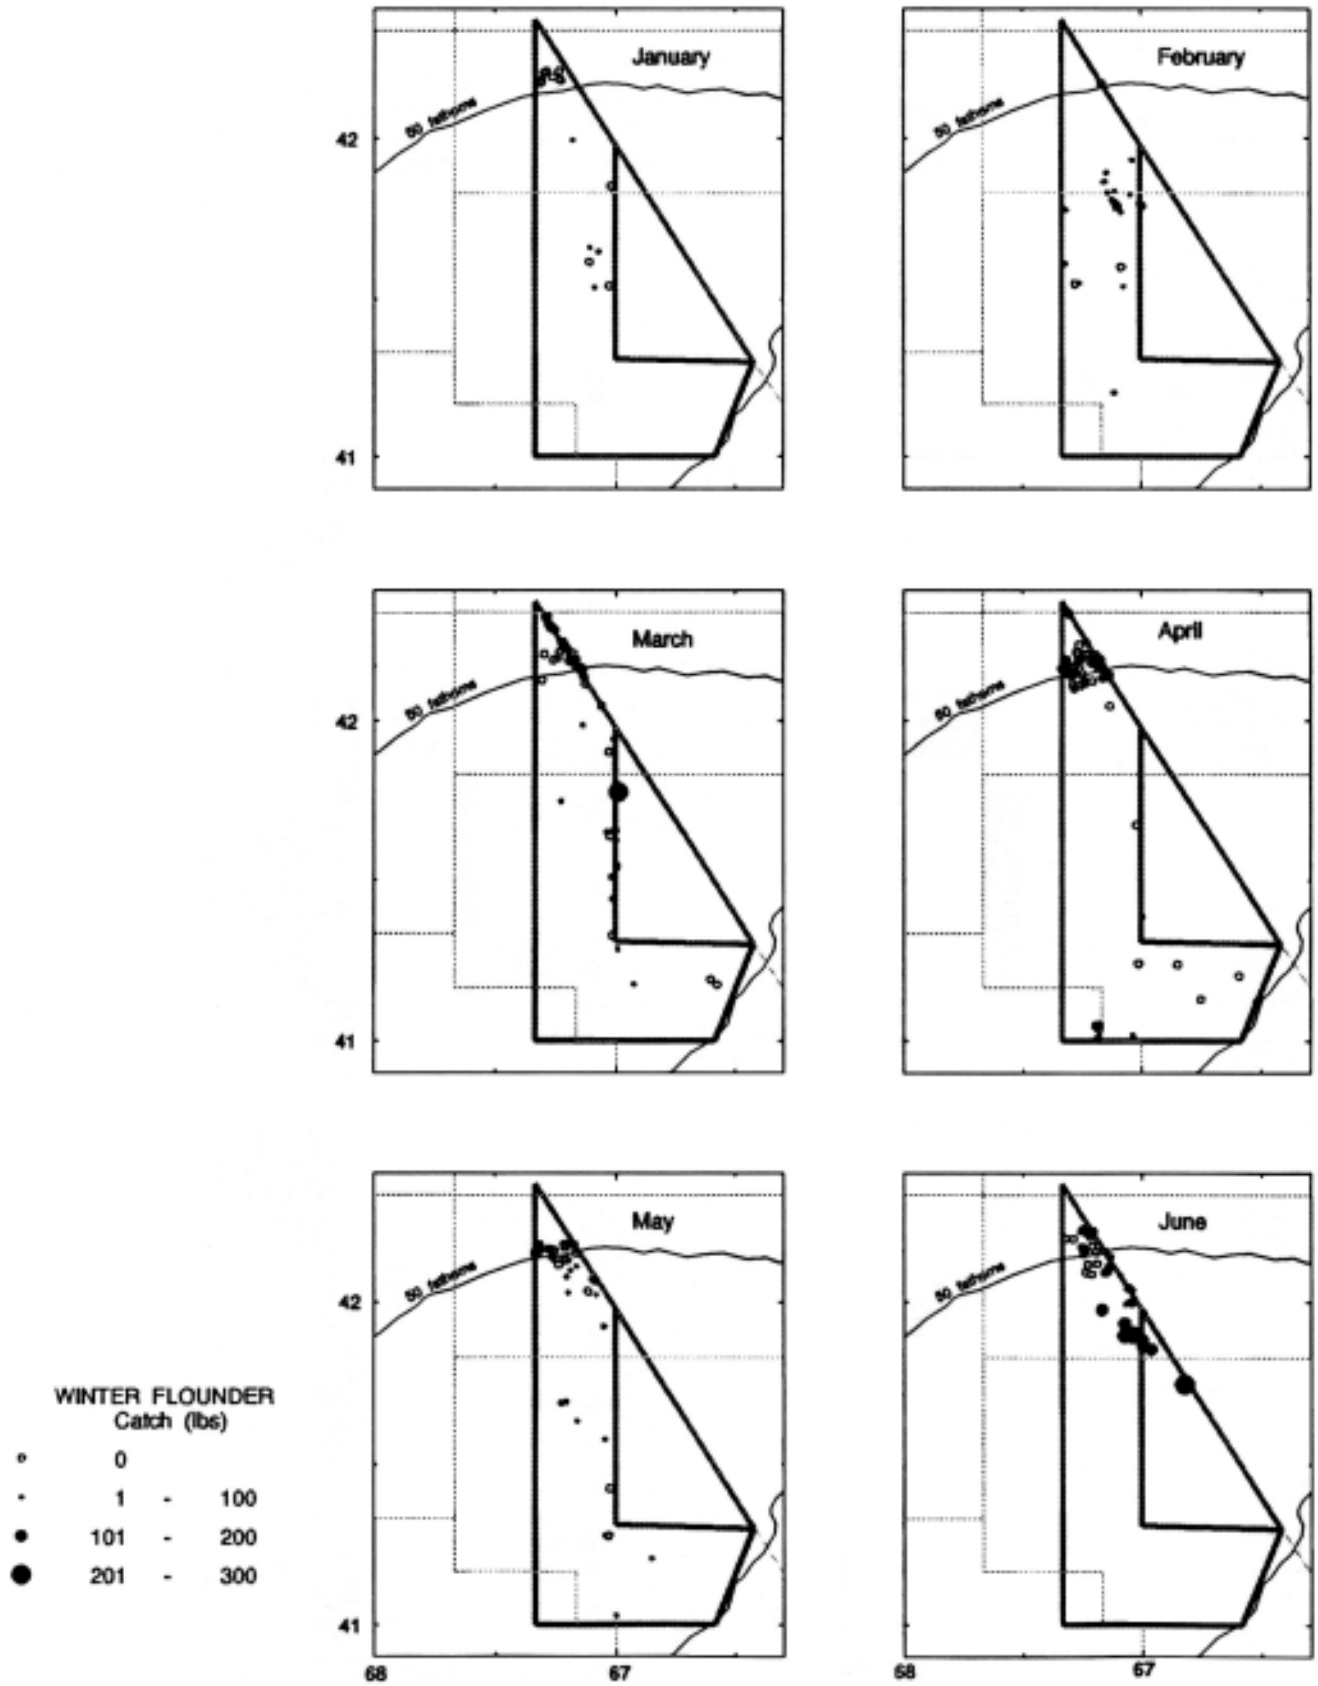 January
50 fathoms
42
41
February
50 fathoms
March
50 fathoms
42
41
April
50 fathoms
May
50 fathoms
42
41
68
67
June
50 fathoms
68
67
WINTER FLOUNDER
Catch (lbs)
0
1 - 100
101 - 200
201 - 300